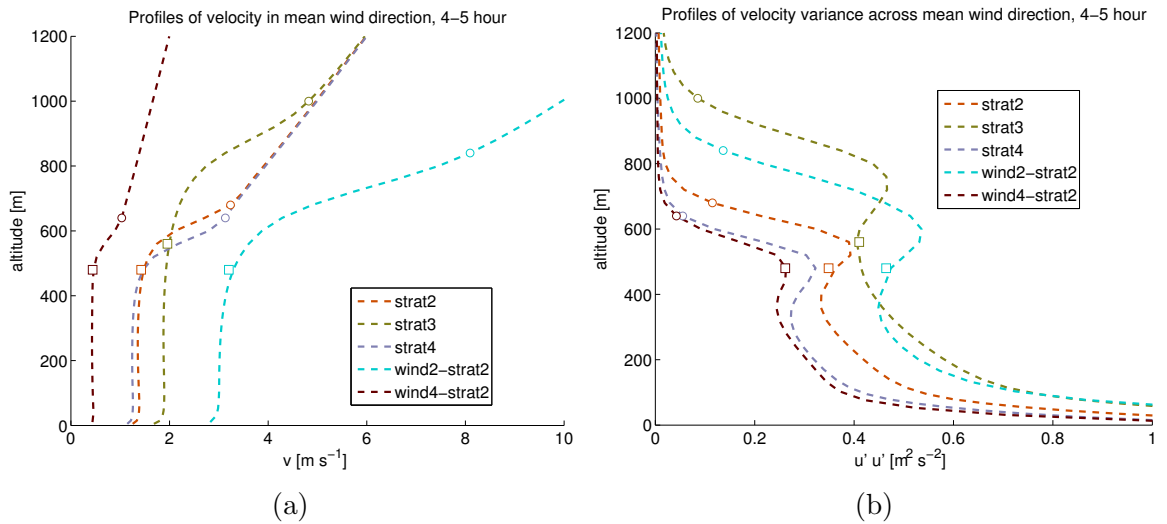 Profiles of velocity in mean wind direction, 4−5 hour
1200
1000
800
600
400
200
0
altitude [m]
0
2
4
6
8
10
v [m s⁻¹]
strat2
strat3
strat4
wind2−strat2
wind4−strat2
(a)
Profiles of velocity variance across mean wind direction, 4−5 hour
1200
1000
800
600
400
200
0
altitude [m]
0
0.2
0.4
0.6
0.8
1
u' u' [m² s⁻²]
strat2
strat3
strat4
wind2−strat2
wind4−strat2
(b)